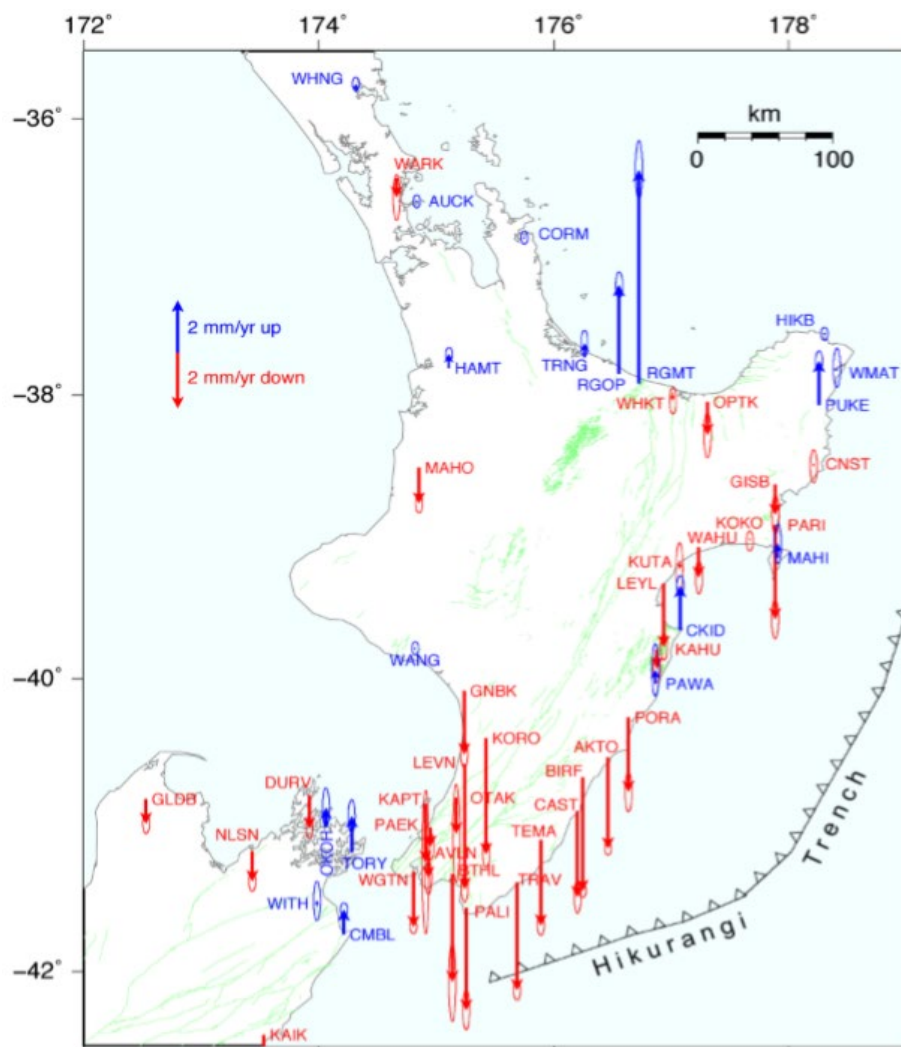 172° 174° 176° 178°
WHNG
−36°
km
0 100
WARK
AUCK
CORM
2 mm/yr up
2 mm/yr down
HIKB
HAMT
TRNG
RGOP
RGMT
WMAT
−38°
WHKT
OPTK
PUKE
MAHO
CNST
GISB
KOKO
PARI
WAHU
MAHI
KUTA
LEYL
CKID
WANG
KAHU
−40°
PAWA
GNBK
PORA
KORO
AKTO
LEVN
BIRF
DURV
GLDB
KAPT
OTAK
CAST
PAEK
TEMA
NLSN
OKOH
TORY
AVLN
BTHL
WGTN
TRAV
WITH
PALI
CMBL
Hikurangi Trench
−42°
KAIK